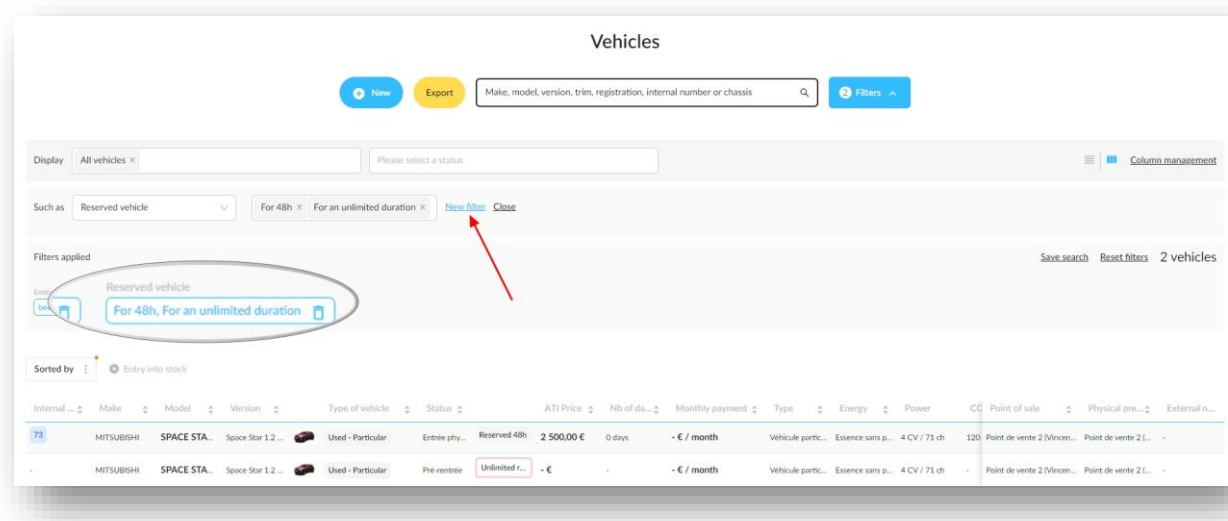 Vehicles
New Export Make, model, version, trim, registration, internal number or chassis 2 Filters
Display All vehicles × Please select a status Column management
Such as Reserved vehicle For 48h × For an unlimited duration × New filter Close
Filters applied Save search Reset filters 2 vehicles
Reserved vehicle
For 48h, For an unlimited duration
Sorted by Entry into stock
Internal ... Make Model Version Type of vehicle Status ATI Price Nb of da... Monthly payment Type Energy Power Point of sale Physical pre... External n...
73 MITSUBISHI SPACE STA... Space Star 1.2 ... Used - Particular Entrée phy... Reserved 48h 2 500,00 € 0 days - € / month Véhicule partic... Essence sans p... 4 CV / 71 ch 120 Point de vente 2 (Vincen... Point de vente 2 (... -
- MITSUBISHI SPACE STA... Space Star 1.2 ... Used - Particular Pré-rentrée Unlimited r... - € - - € / month Véhicule partic... Essence sans p... 4 CV / 71 ch - Point de vente 2 (Vincen... Point de vente 2 (... -